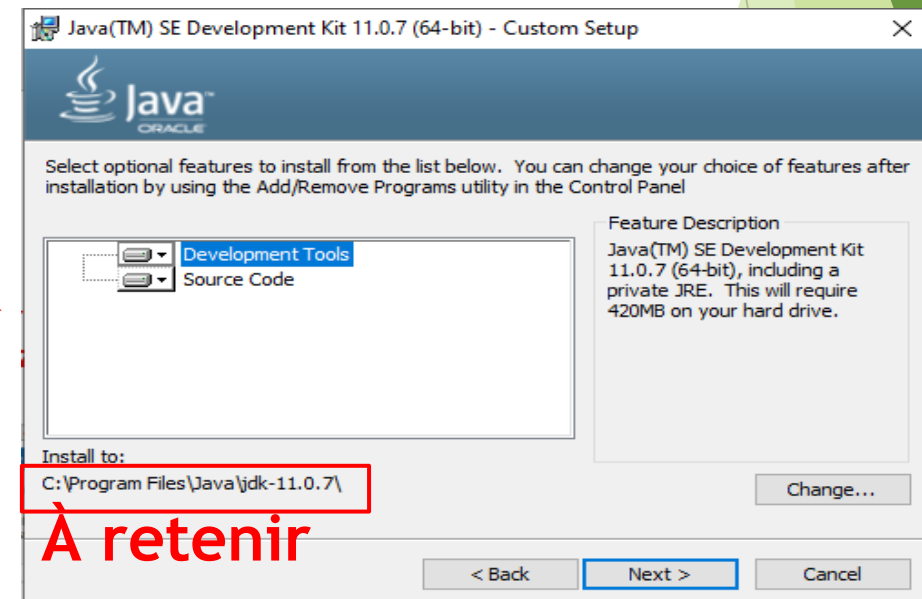 Java(TM) SE Development Kit 11.0.7 (64-bit) - Custom Setup
Java™
ORACLE
Select optional features to install from the list below. You can change your choice of features after
installation by using the Add/Remove Programs utility in the Control Panel
Development Tools
Source Code
Feature Description
Java(TM) SE Development Kit
11.0.7 (64-bit), including a
private JRE. This will require
420MB on your hard drive.
Install to:
C:\Program Files\Java\jdk-11.0.7\
Change...
À retenir
< Back
Next >
Cancel